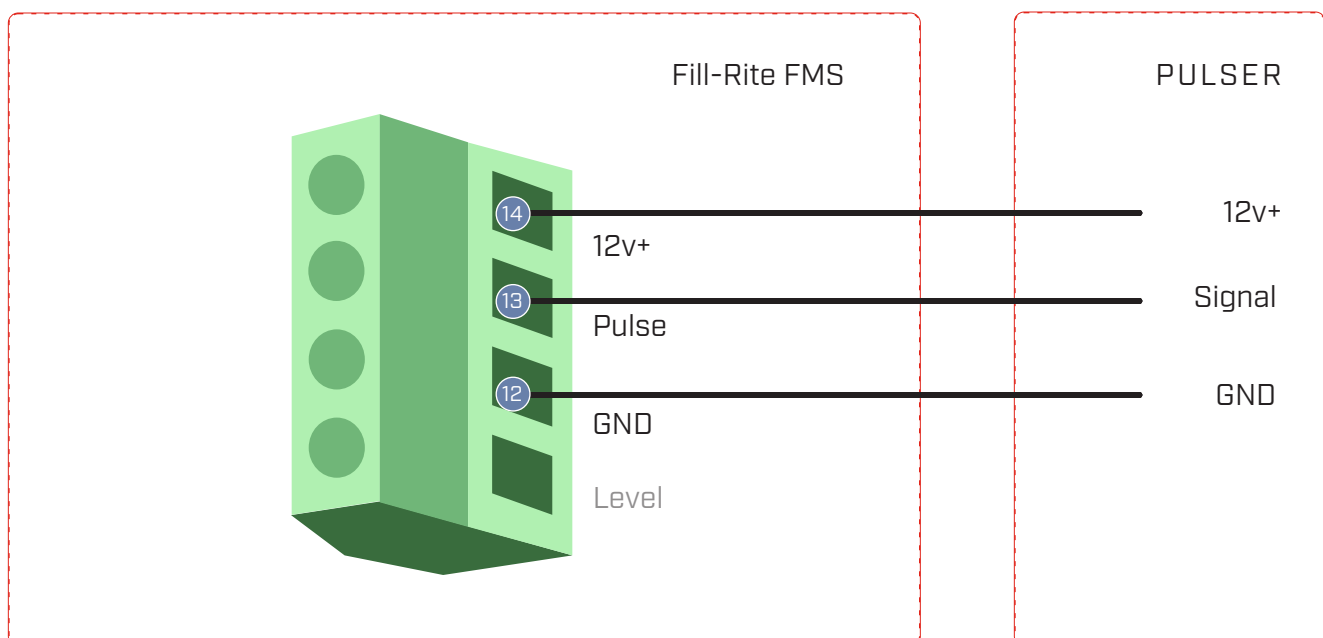 Fill-Rite FMS
PULSER
14
12v+
12v+
13
Pulse
Signal
12
GND
GND
Level